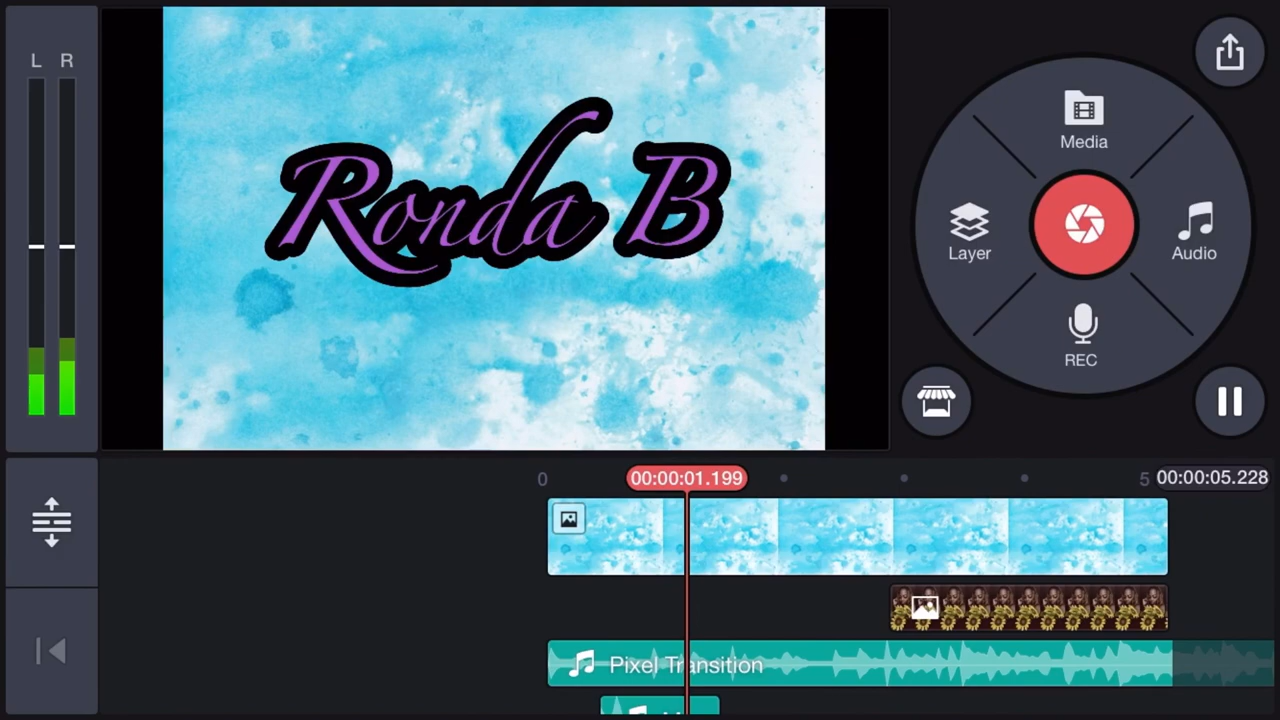 L R
Ronda B
Media
Layer
Audio
REC
0
00:00:01.199
5
00:00:05.228
Pixel Transition